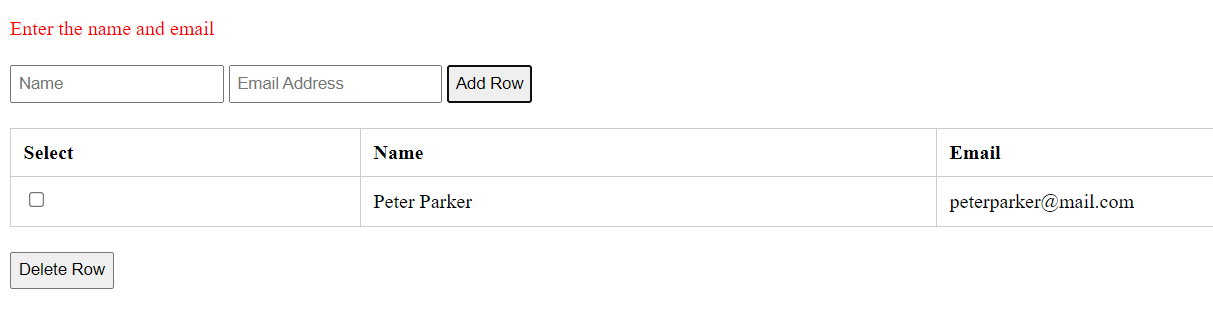 Enter the name and email
Name Email Address Add Row
Select Name Email
Peter Parker peterparker@mail.com
Delete Row